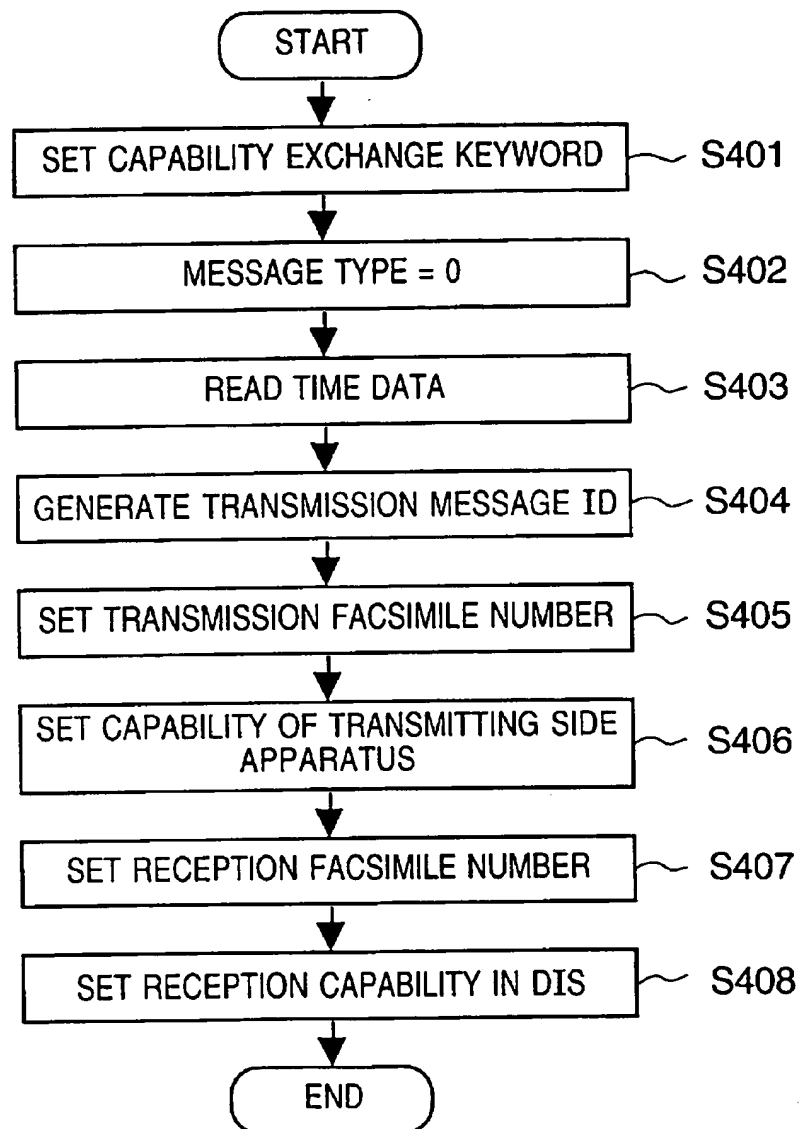 START
SET CAPABILITY EXCHANGE KEYWORD S401
MESSAGE TYPE = 0 S402
READ TIME DATA S403
GENERATE TRANSMISSION MESSAGE ID S404
SET TRANSMISSION FACSIMILE NUMBER S405
SET CAPABILITY OF TRANSMITTING SIDE
APPARATUS S406
SET RECEPTION FACSIMILE NUMBER S407
SET RECEPTION CAPABILITY IN DIS S408
END